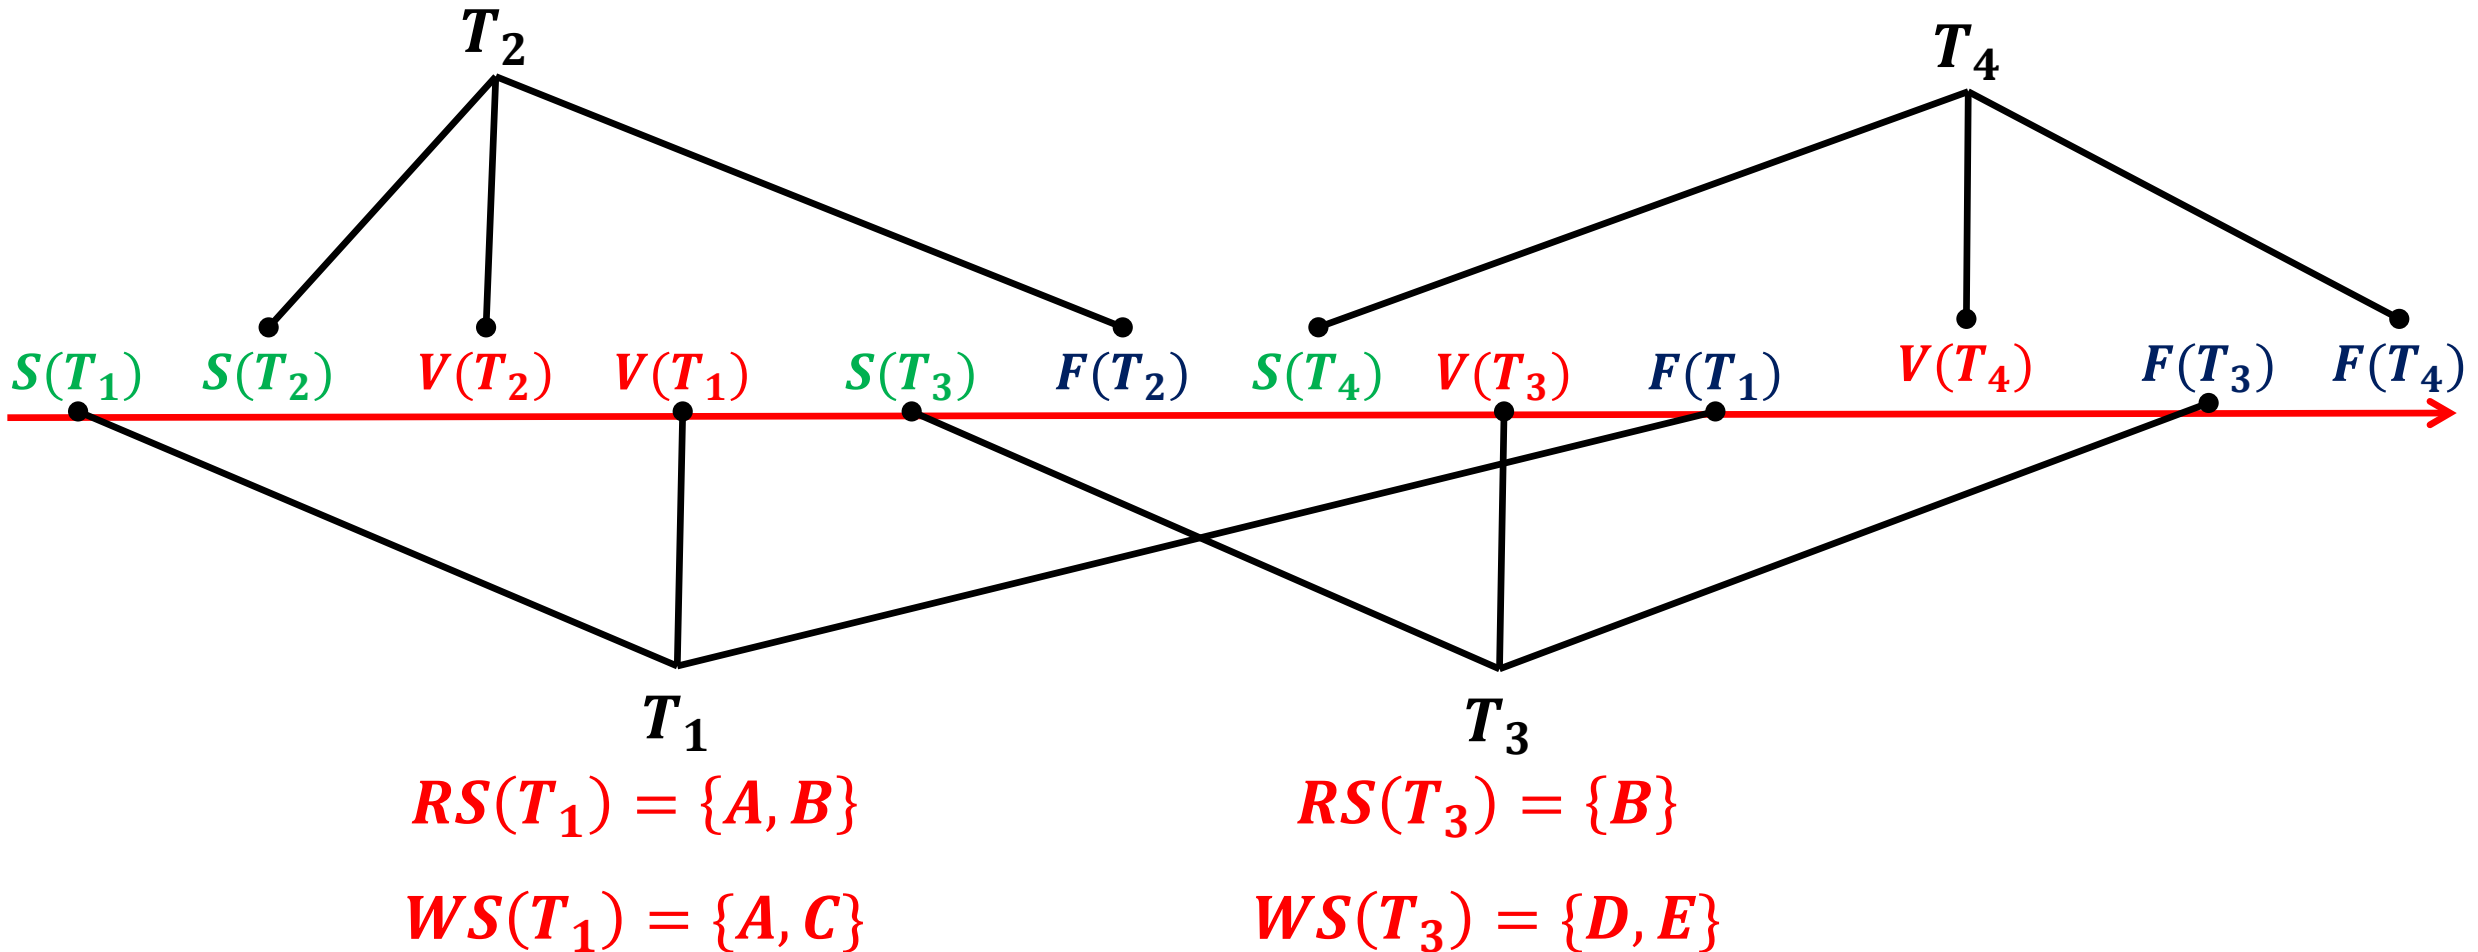 T₂ T₄
S(T₁) S(T₂) V(T₂) V(T₁) S(T₃) F(T₂) S(T₄) V(T₃) F(T₁) V(T₄) F(T₃) F(T₄)
T₁ T₃
RS(T₁) = {A, B} RS(T₃) = {B}
WS(T₁) = {A, C} WS(T₃) = {D, E}